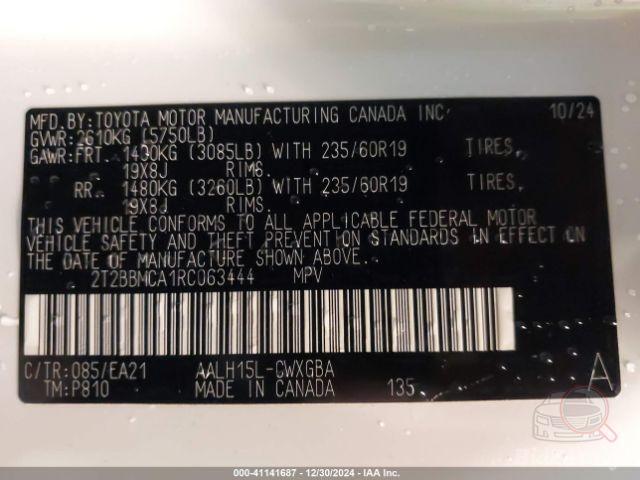 MFD.BY:TOYOTA MOTOR MANUFACTURING CANADA INC. 10/24
GVWR:2610KG (5750LB)
GAWR:FRT. 1400KG (3085LB) WITH 235/60R19 TIRES,
19X8J RIMS.
RR. 1480KG (3260LB) WITH 235/60R19 TIRES,
19X8J RIMS.
THIS VEHICLE CONFORMS TO ALL APPLICABLE FEDERAL MOTOR
VEHICLE SAFETY AND THEFT PREVENTION STANDARDS IN EFFECT ON
THE DATE OF MANUFACTURE SHOWN ABOVE.
2T2BBMCA1RC063444 MPV
C/TR:085/EA21 AALH15L-CWXGBA A
TM:P810 MADE IN CANADA 135
000-41141687 - 12/30/2024 - IAA Inc.